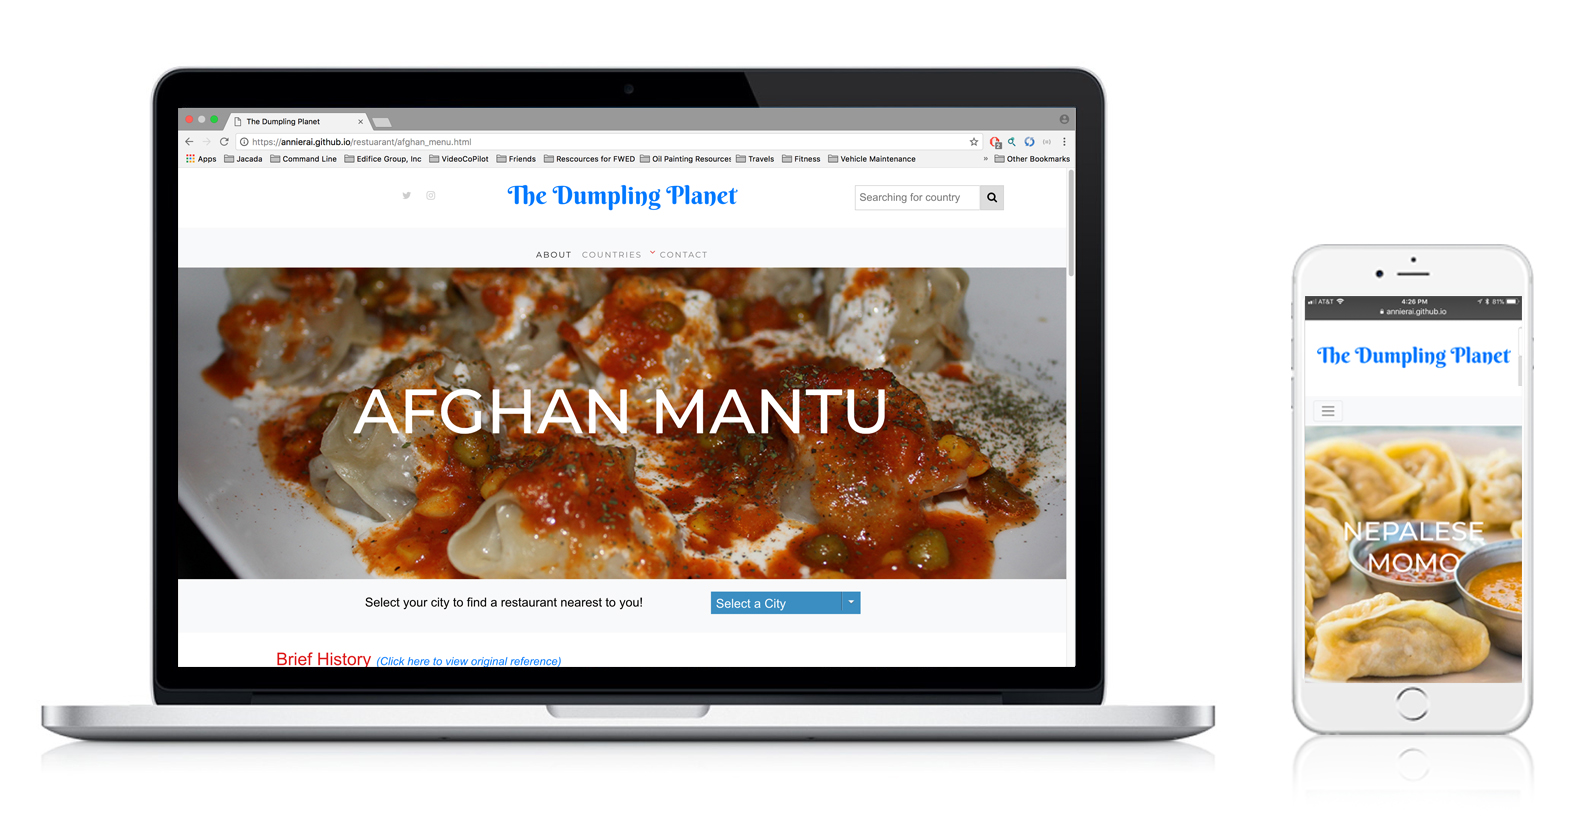 The Dumpling Planet
https://annierai.github.io/restuarant/afghan_menu.html
Apps Jacada Command Line Edifice Group, Inc VideoCoPilot Friends Rescources for FWED Oil Painting Resources Travels Fitness Vehicle Maintenance » Other Bookmarks
The Dumpling Planet
Searching for country
ABOUT COUNTRIES CONTACT
AFGHAN MANTU
Select your city to find a restaurant nearest to you!
Select a City
Brief History (Click here to view original reference)
AT&T 4:26 PM 81%
annierai.github.io
The Dumpling Planet
NEPALESE
MOMO